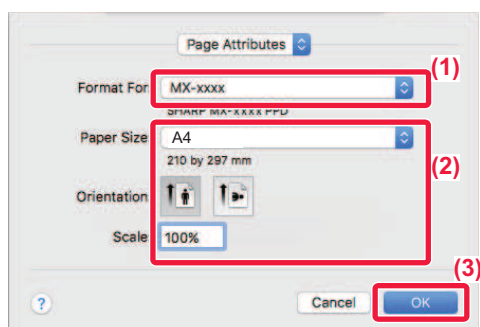 Page Attributes
(1)
Format For: MX-xxxx
SHARP MX-xxxx PPD
Paper Size: A4
210 by 297 mm
(2)
Orientation:
Scale: 100%
(3)
? Cancel OK